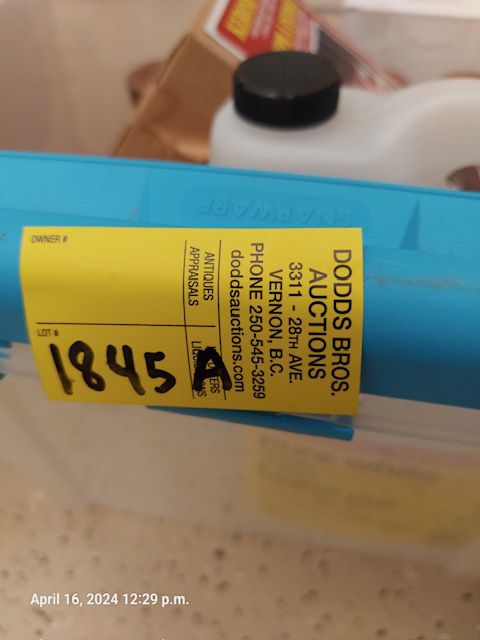 SNAPWARE
DODDS BROS.
AUCTIONS
3311 - 28TH AVE.
VERNON, B.C.
PHONE 250-545-3259
doddsauctions.com
ANTIQUES
APPRAISALS
OWNER #
LOT #
1845 A
April 16, 2024 12:29 p.m.